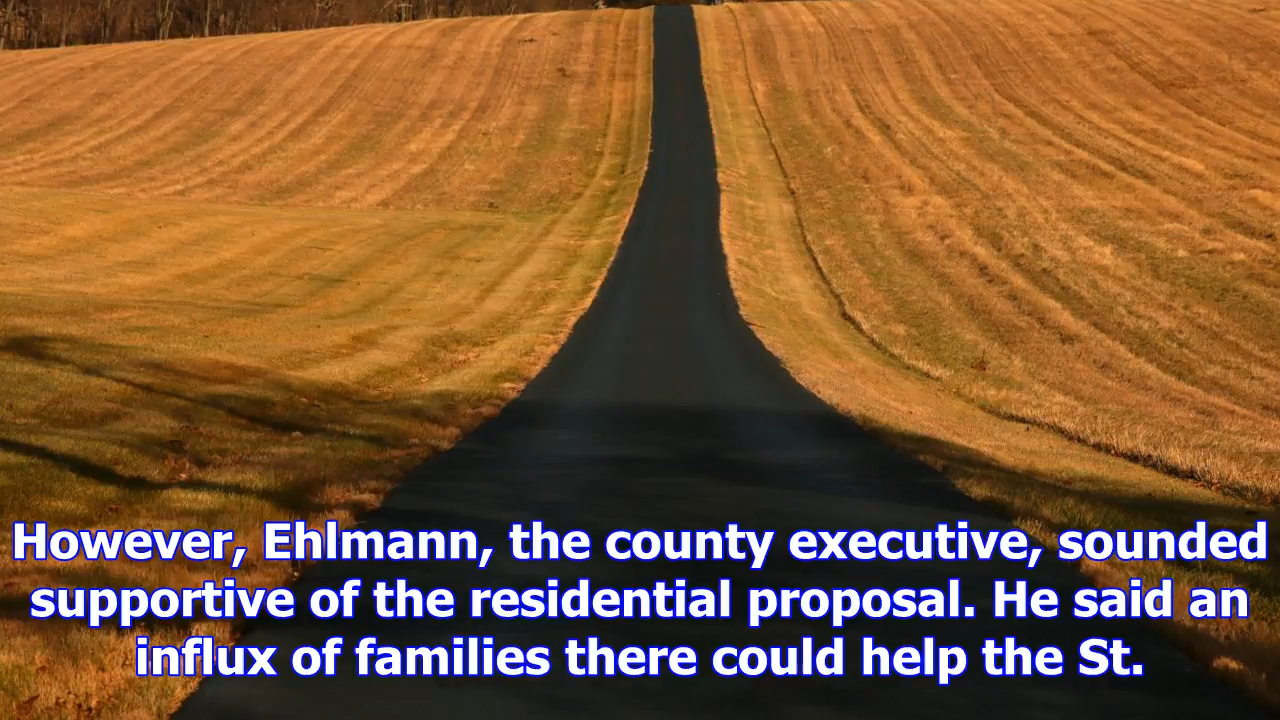 However, Ehlmann, the county executive, sounded
supportive of the residential proposal. He said an
influx of families there could help the St.